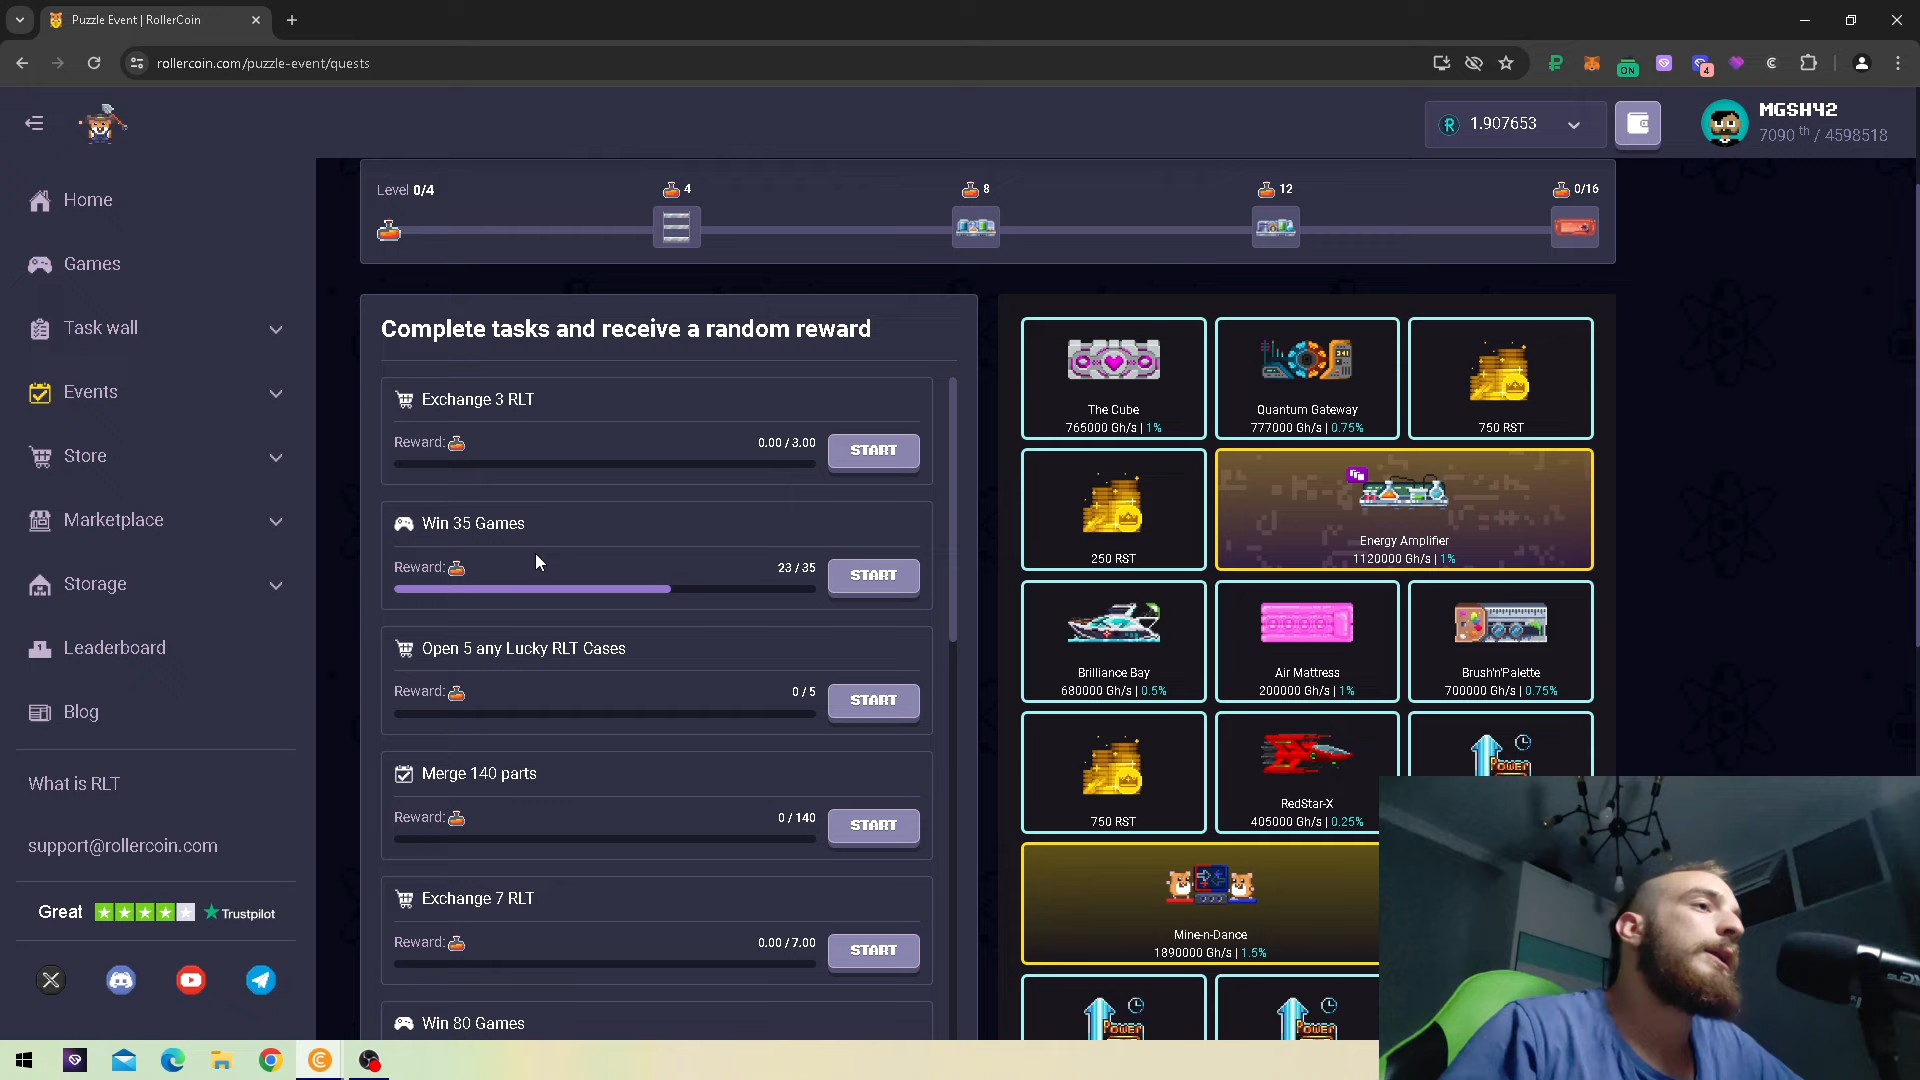 Puzzle Event | RollerCoin
rollercoin.com/puzzle-event/quests
ON
4
1.907653
MGSH42
7090 th / 4598518
Home
Games
Task wall
Events
Store
Marketplace
Storage
Leaderboard
Blog
What is RLT
support@rollercoin.com
Great
Trustpilot
Level 0/4
4
8
12
0/16
Complete tasks and receive a random reward
Exchange 3 RLT
Reward:
0.00 / 3.00
START
Win 35 Games
Reward:
23 / 35
START
Open 5 any Lucky RLT Cases
Reward:
0 / 5
START
Merge 140 parts
Reward:
0 / 140
START
Exchange 7 RLT
Reward:
0.00 / 7.00
START
Win 80 Games
The Cube
765000 Gh/s | 1%
Quantum Gateway
777000 Gh/s | 0.75%
750 RST
250 RST
Energy Amplifier
1120000 Gh/s | 1%
Brilliance Bay
680000 Gh/s | 0.5%
Air Mattress
200000 Gh/s | 1%
Brush'n'Palette
700000 Gh/s | 0.75%
750 RST
RedStar-X
405000 Gh/s | 0.25%
POWER
Mine-n-Dance
1890000 Gh/s | 1.5%
POWER
POWER